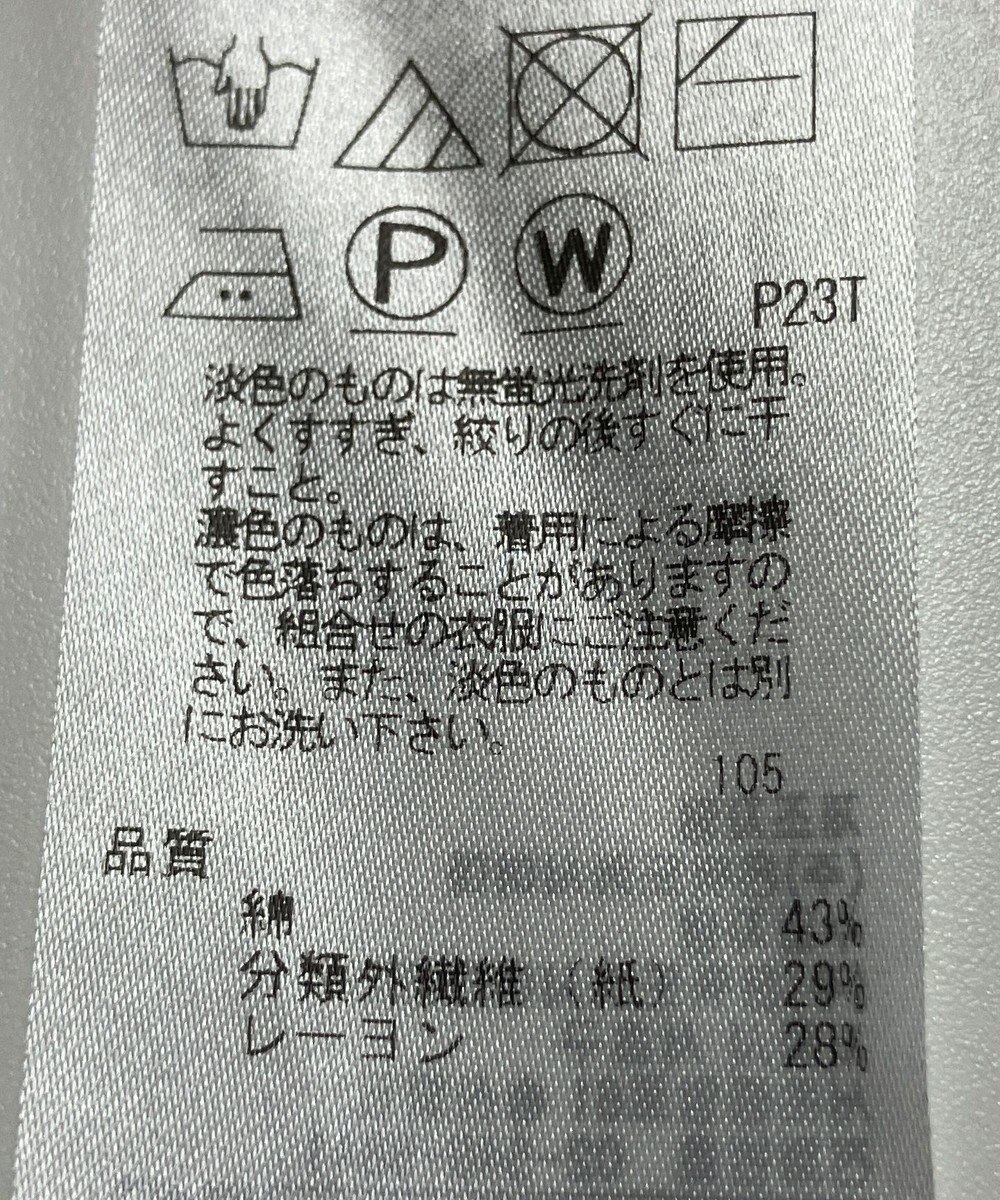 P
W
P23T
淡色のものは無蛍光洗剤を使用。
よくすすぎ、絞りの後すぐに干
すこと。
濃色のものは、着用による摩擦
で色落ちすることがありますの
で、組合せの衣服にご注意くだ
さい。また、淡色のものとは別
にお洗い下さい。
105
品質
綿 43%
分類外繊維（紙） 29%
レーヨン 28%